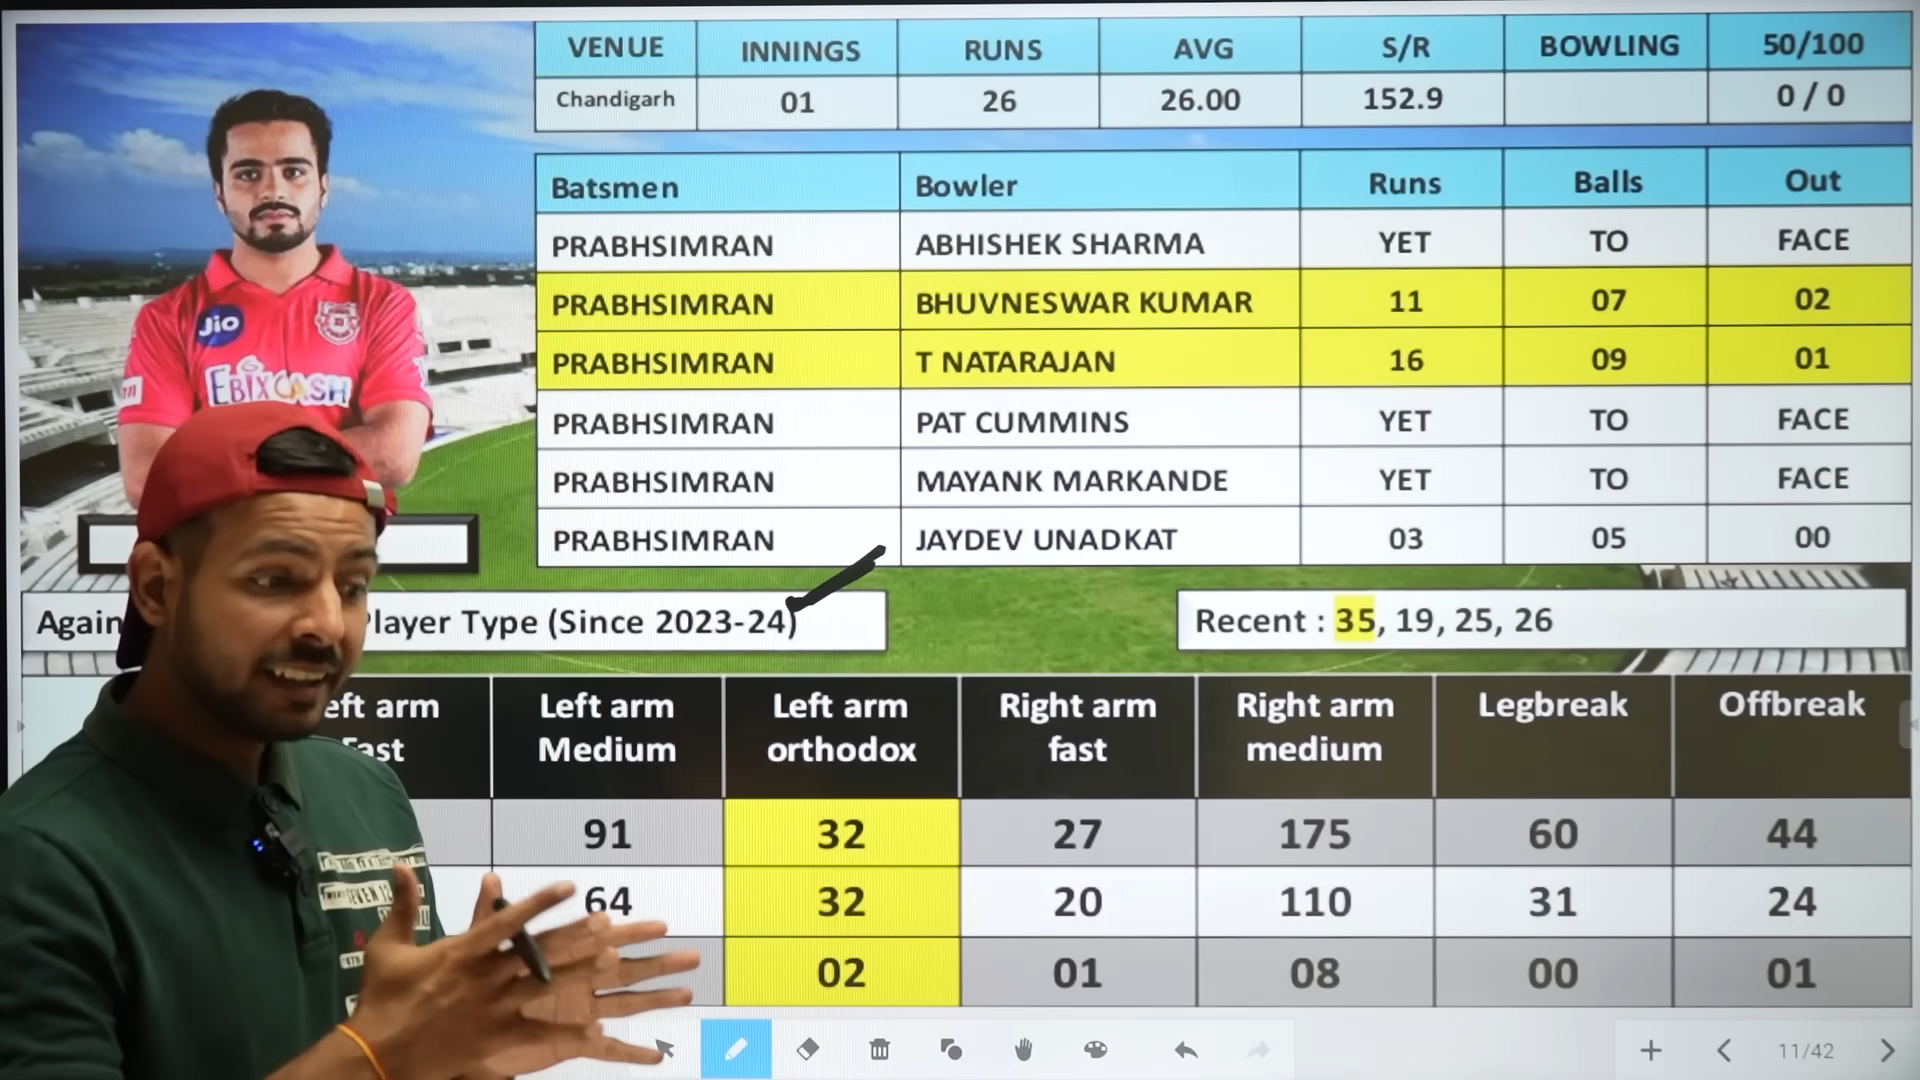 VENUE INNINGS RUNS AVG S/R BOWLING 50/100
Chandigarh 01 26 26.00 152.9 0 / 0
Batsmen Bowler Runs Balls Out
PRABHSIMRAN ABHISHEK SHARMA YET TO FACE
PRABHSIMRAN BHUVNESWAR KUMAR 11 07 02
PRABHSIMRAN T NATARAJAN 16 09 01
PRABHSIMRAN PAT CUMMINS YET TO FACE
PRABHSIMRAN MAYANK MARKANDE YET TO FACE
PRABHSIMRAN JAYDEV UNADKAT 03 05 00
Jio
EBIXCASH
Again Player Type (Since 2023-24)
Recent : 35, 19, 25, 26
eft arm Left arm Left arm Right arm Right arm Legbreak Offbreak
Fast Medium orthodox fast medium
91 32 27 175 60 44
64 32 20 110 31 24
02 01 08 00 01
11/42